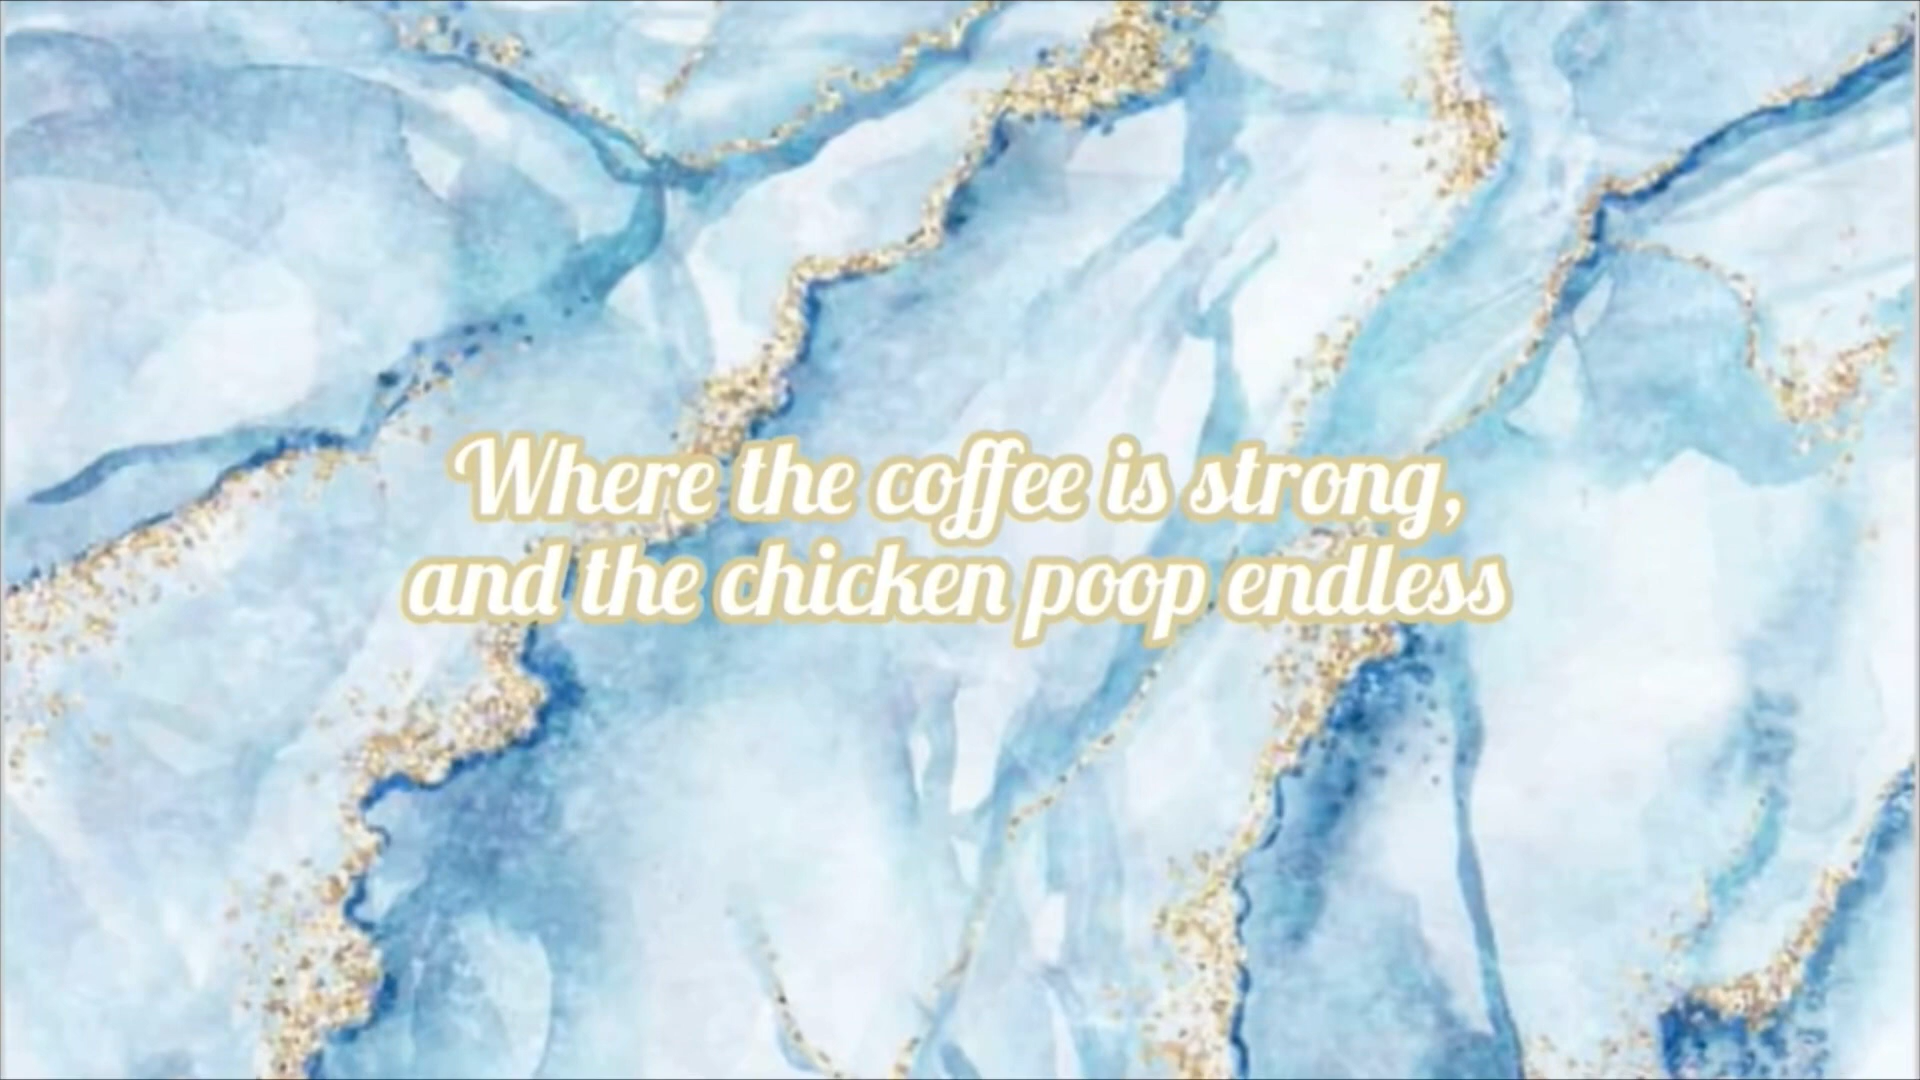 Where the coffee is strong,
and the chicken poop endless